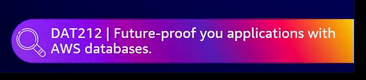 DAT212 | Future-proof you applications with
AWS databases.